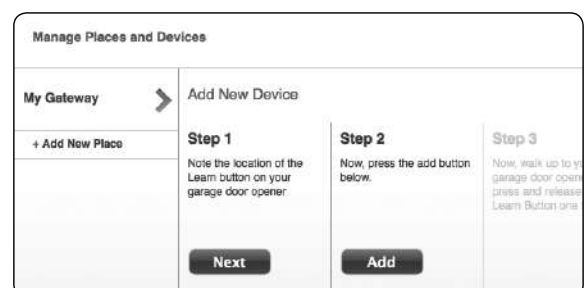 Manage Places and Devices
My Gateway
+ Add New Place
Add New Device
Step 1
Note the location of the
Learn button on your
garage door opener
Next
Step 2
Now, press the add button
below.
Add
Step 3
Now, walk up to
garage door
press and release
Learn Button one